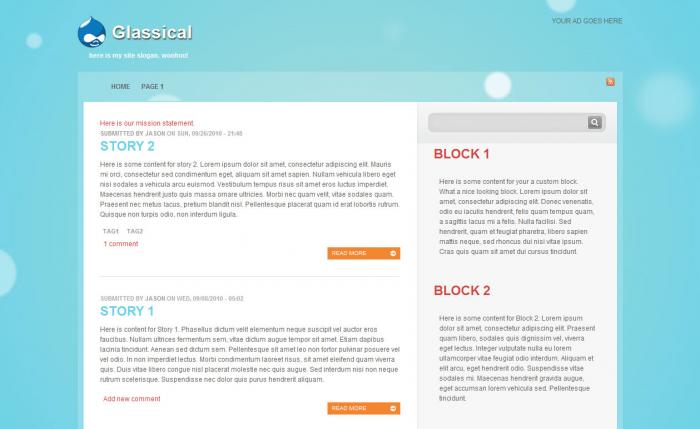 Glassical
YOUR AD GOES HERE
here is my site slogan. woohoo!
HOME PAGE 1
Here is our mission statement.
SUBMITTED BY JASON ON SUN, 09/26/2010 - 21:48
STORY 2
Here is some content for story 2. Lorem ipsum dolor sit amet, consectetur adipiscing elit. Mauris
mi orci, consectetur sed condimentum eget, aliquam sit amet sapien. Nullam vehicula libero eget
nisi sodales a vehicula arcu euismod. Vestibulum tempus risus sit amet eros luctus imperdiet.
Maecenas hendrerit justo quis massa ornare ultricies. Morbi nec quam velit, vitae sodales quam.
Praesent nec metus lacus, pretium blandit nisl. Pellentesque placerat quam id erat lobortis rutrum.
Quisque non turpis odio, non interdum ligula.
TAG1 TAG2
1 comment
READ MORE
SUBMITTED BY JASON ON WED, 09/08/2010 - 05:02
STORY 1
Here is content for Story 1. Phasellus dictum velit elementum neque suscipit vel auctor eros
faucibus. Nullam ultrices fermentum sem, vitae dictum augue tempor sit amet. Etiam dapibus
lacinia tincidunt. Aenean sed dictum sem. Pellentesque sit amet leo non tortor pulvinar posuere vel
vel odio. In non imperdiet lectus. Morbi commodo laoreet risus, sit amet eleifend quam viverra
quis. Duis vitae libero congue nisl placerat molestie nec quis augue. Sed interdum nisi non neque
rutrum scelerisque. Suspendisse nec dolor quis purus hendrerit aliquam.
Add new comment
READ MORE
BLOCK 1
Here is some content for your a custom block.
What a nice looking block. Lorem ipsum dolor sit
amet, consectetur adipiscing elit. Donec venenatis,
odio eu iaculis hendrerit, felis quam tempus quam,
a sagittis lacus mi a felis. Nulla facilisi. Sed
hendrerit, quam et feugiat pharetra, libero sapien
mattis neque, sed rhoncus dui nisi vitae ipsum.
Cras quis quam sit amet dui cursus tincidunt.
BLOCK 2
Here is some content for Block 2. Lorem ipsum
dolor sit amet, consectetur adipiscing elit. Praesent
quam libero, sodales quis dignissim vel, viverra
eget lectus. Integer lobortis nulla eu lorem
ullamcorper vitae feugiat odio interdum. Aliquam et
elit arcu, eget hendrerit odio. Suspendisse vitae
sodales mi. Maecenas hendrerit gravida augue,
eget accumsan lorem vehicula sed. Phasellus
tincidunt.